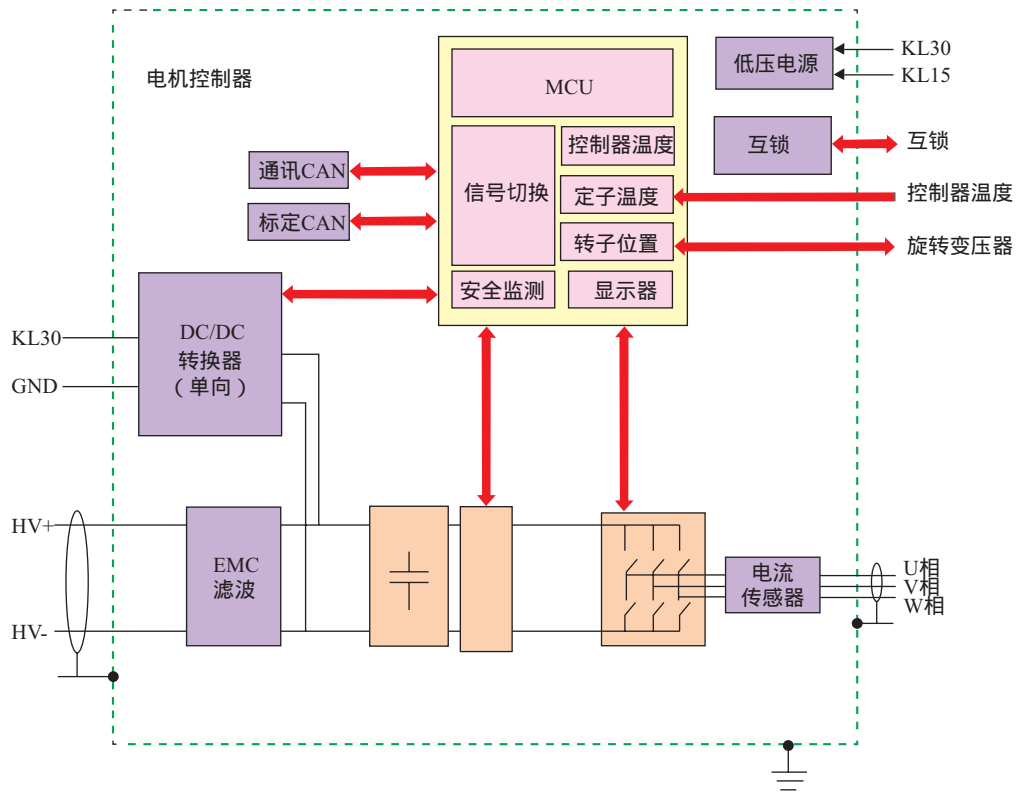 电机控制器
MCU
低压电源
KL30
KL15
控制器温度
互锁
互锁
通讯CAN
信号切换
定子温度
控制器温度
标定CAN
转子位置
旋转变压器
安全监测
显示器
KL30
GND
DC/DC
转换器
(单向)
HV+
HV-
EMC
滤波
电流
传感器
U相
V相
W相